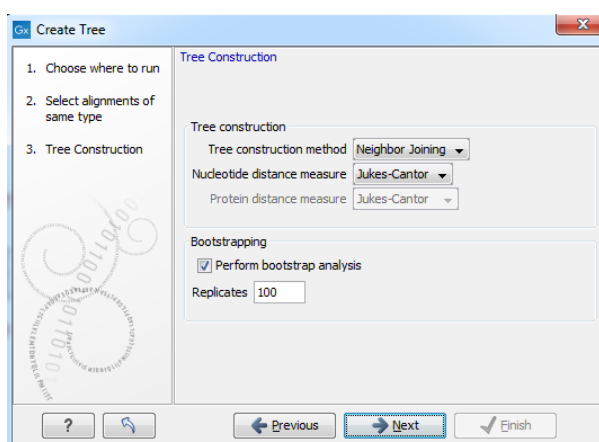 Gx Create Tree
1. Choose where to run
2. Select alignments of
same type
3. Tree Construction
Tree Construction
Tree construction
Tree construction method Neighbor Joining
Nucleotide distance measure Jukes-Cantor
Protein distance measure Jukes-Cantor
Bootstrapping
Perform bootstrap analysis
Replicates 100
?
Previous
Next
Finish